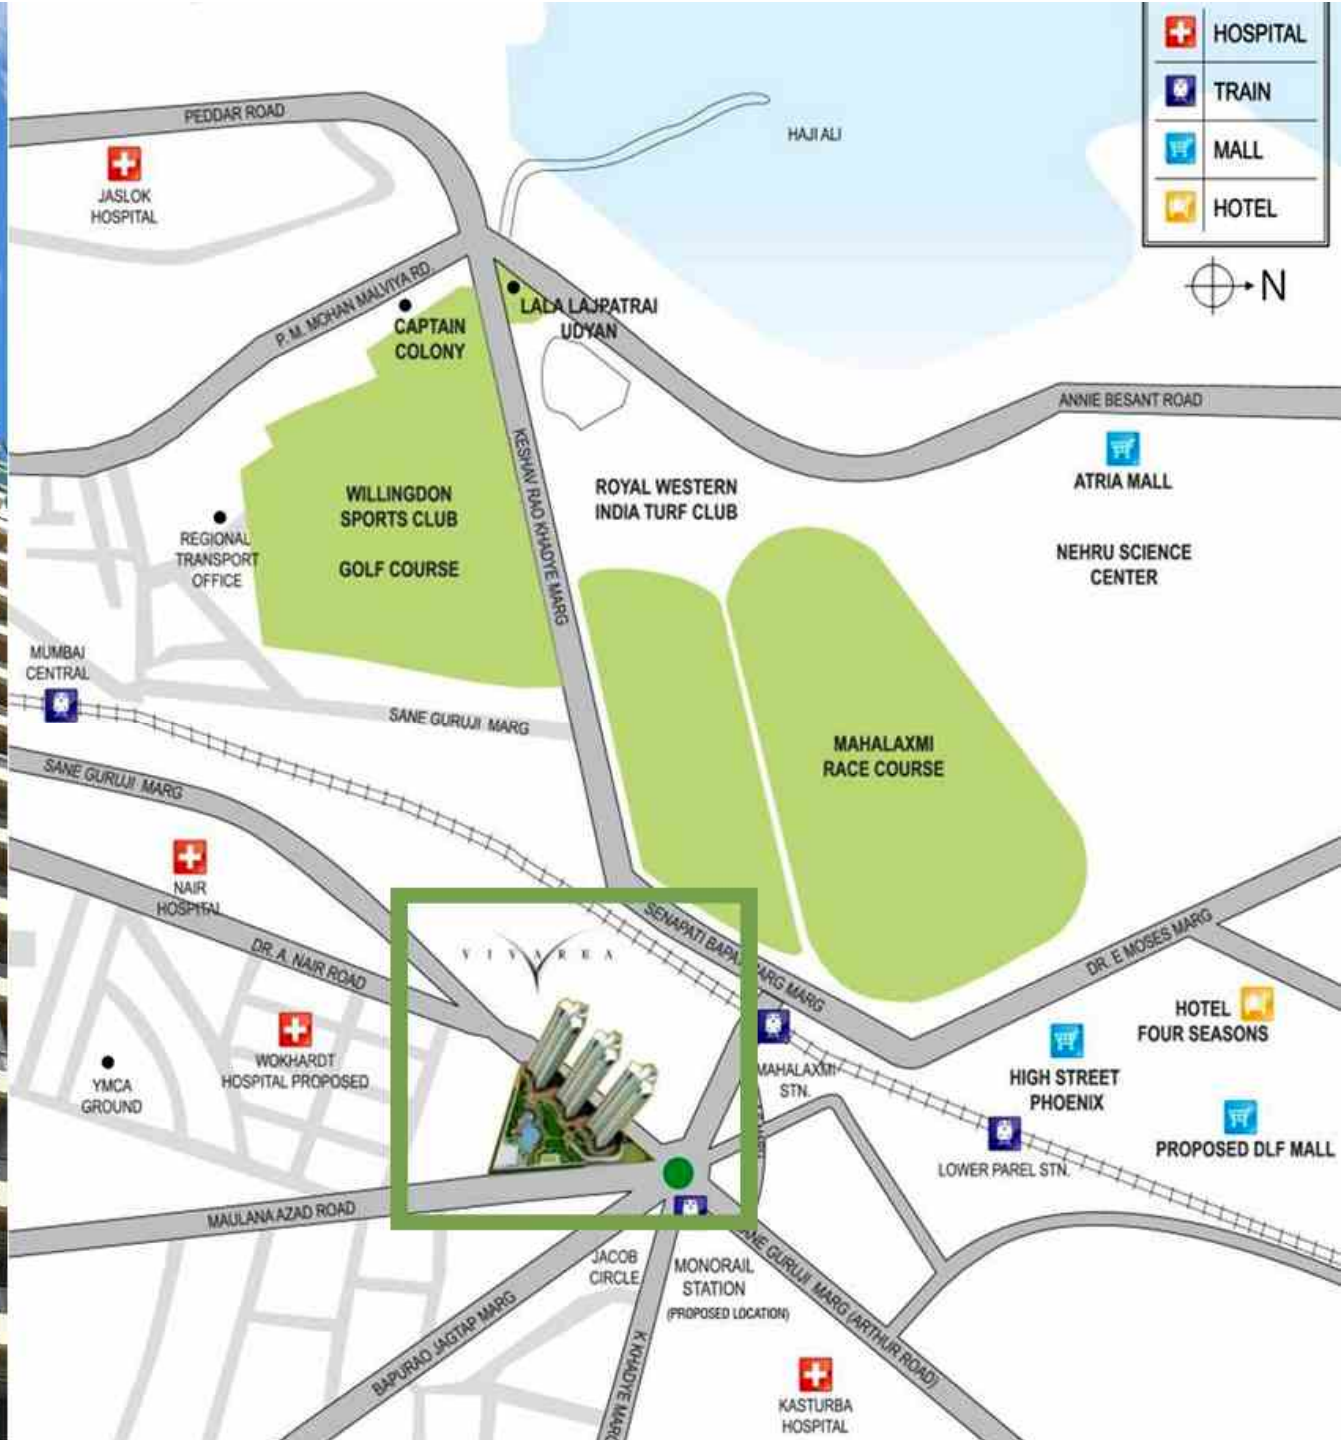 HOSPITAL
TRAIN
MALL
HOTEL
N
PEDDAR ROAD
HAJI ALI
JASLOK
HOSPITAL
P. M. MOHAN MALVIYA RD.
CAPTAIN
COLONY
LALA LAJPATRAI
UDYAN
ANNIE BESANT ROAD
KESHAV RAO KHADYE MARG
ATRIA MALL
WILLINGDON
SPORTS CLUB
GOLF COURSE
ROYAL WESTERN
INDIA TURF CLUB
REGIONAL
TRANSPORT
OFFICE
NEHRU SCIENCE
CENTER
MUMBAI
CENTRAL
SANE GURUJI MARG
MAHALAXMI
RACE COURSE
SANE GURUJI MARG
NAIR
HOSPITAL
DR. A. NAIR ROAD
VIVAREA
SENAPATI BAPAT MARG MARG
DR. E MOSES MARG
HOTEL
FOUR SEASONS
WOKHARDT
HOSPITAL PROPOSED
YMCA
GROUND
MAHALAXMI
STN.
HIGH STREET
PHOENIX
PROPOSED DLF MALL
LOWER PAREL STN.
MAULANA AZAD ROAD
JACOB
CIRCLE
MONORAIL
STATION
(PROPOSED LOCATION)
SANE GURUJI MARG (ARTHUR ROAD)
BAPURAO JAGTAP MARG
K KHADYE MARG
KASTURBA
HOSPITAL